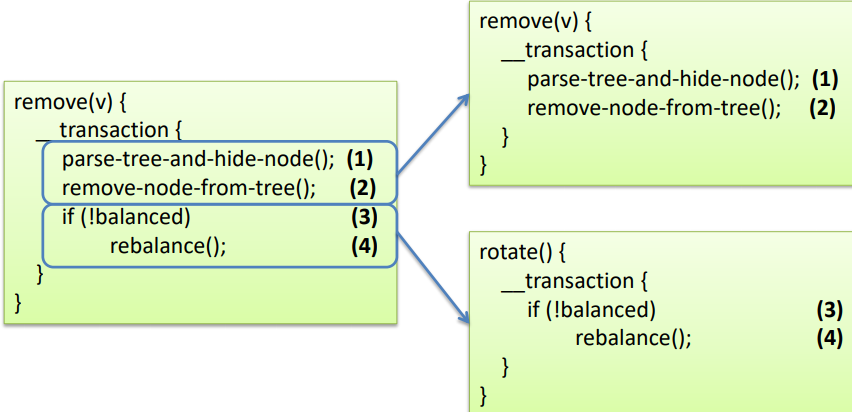 remove(v) {
__transaction {
parse-tree-and-hide-node(); (1)
remove-node-from-tree(); (2)
if (!balanced) (3)
rebalance(); (4)
}
}
remove(v) {
__transaction {
parse-tree-and-hide-node(); (1)
remove-node-from-tree(); (2)
}
}
rotate() {
__transaction {
if (!balanced) (3)
rebalance(); (4)
}
}